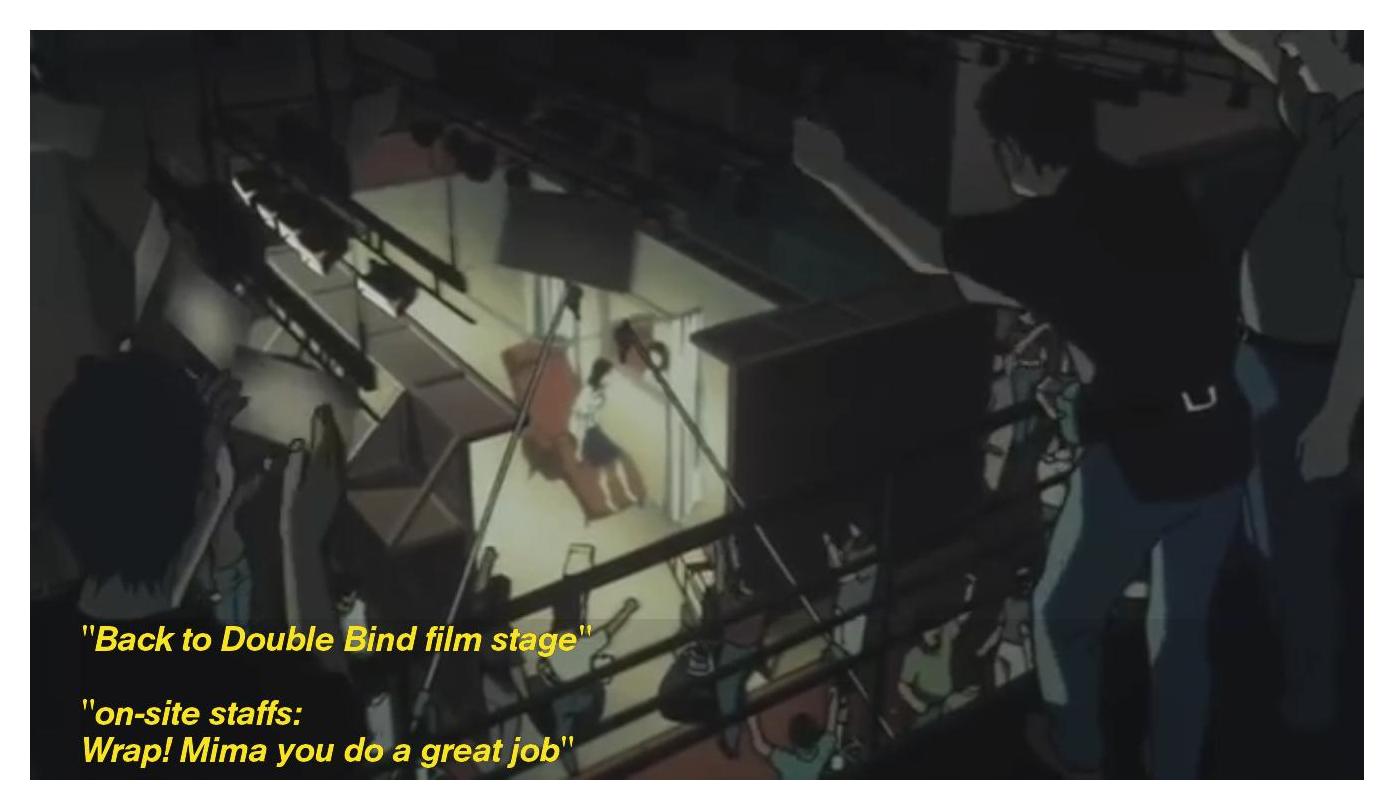 "Back to Double Bind film stage"
"on-site staffs:
Wrap! Mima you do a great job"